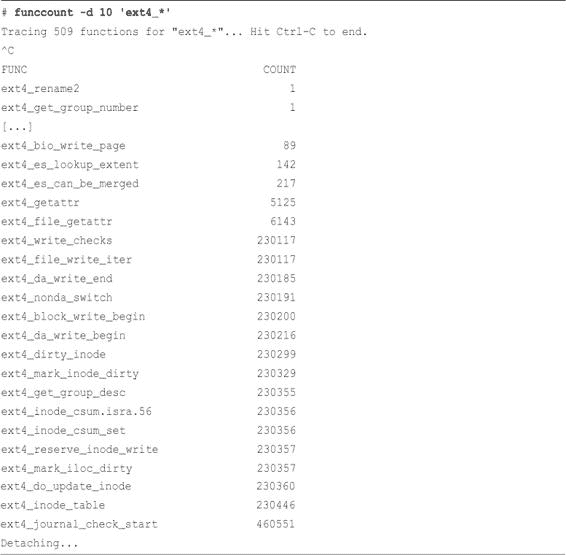 # funccount -d 10 'ext4_*'
Tracing 509 functions for "ext4_*"... Hit Ctrl-C to end.
^C
FUNC COUNT
ext4_rename2 1
ext4_get_group_number 1
[...]
ext4_bio_write_page 89
ext4_es_lookup_extent 142
ext4_es_can_be_merged 217
ext4_getattr 5125
ext4_file_getattr 6143
ext4_write_checks 230117
ext4_file_write_iter 230117
ext4_da_write_end 230185
ext4_nonda_switch 230191
ext4_block_write_begin 230200
ext4_da_write_begin 230216
ext4_dirty_inode 230299
ext4_mark_inode_dirty 230329
ext4_get_group_desc 230355
ext4_inode_csum.isra.56 230356
ext4_inode_csum_set 230356
ext4_reserve_inode_write 230357
ext4_mark_iloc_dirty 230357
ext4_do_update_inode 230360
ext4_inode_table 230446
ext4_journal_check_start 460551
Detaching...